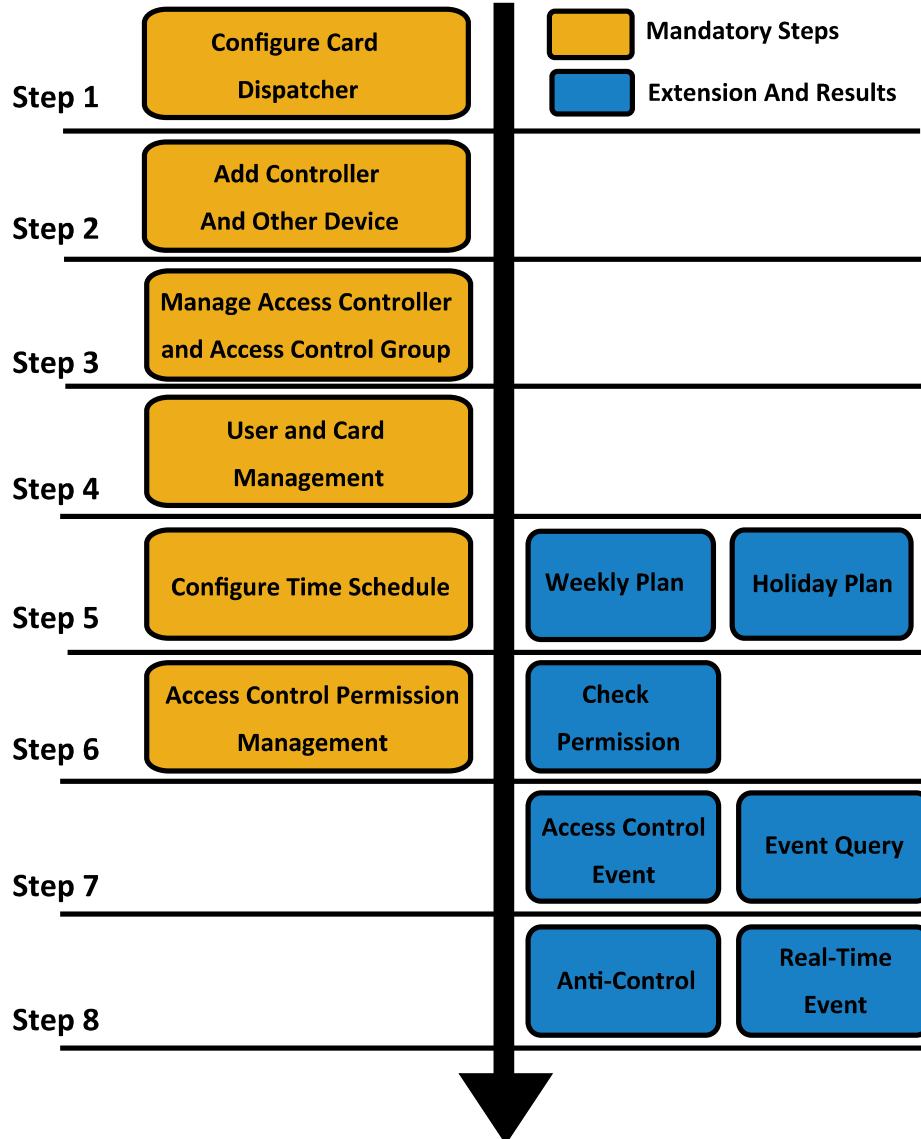 Mandatory Steps
Extension And Results
Step 1
Configure Card
Dispatcher
Step 2
Add Controller
And Other Device
Step 3
Manage Access Controller
and Access Control Group
Step 4
User and Card
Management
Step 5
Configure Time Schedule
Weekly Plan
Holiday Plan
Step 6
Access Control Permission
Management
Check
Permission
Step 7
Access Control
Event
Event Query
Step 8
Anti-Control
Real-Time
Event